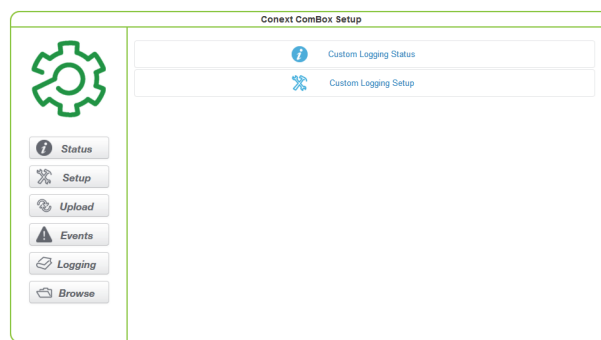 Conext ComBox Setup
Custom Logging Status
Custom Logging Setup
Status
Setup
Upload
Events
Logging
Browse